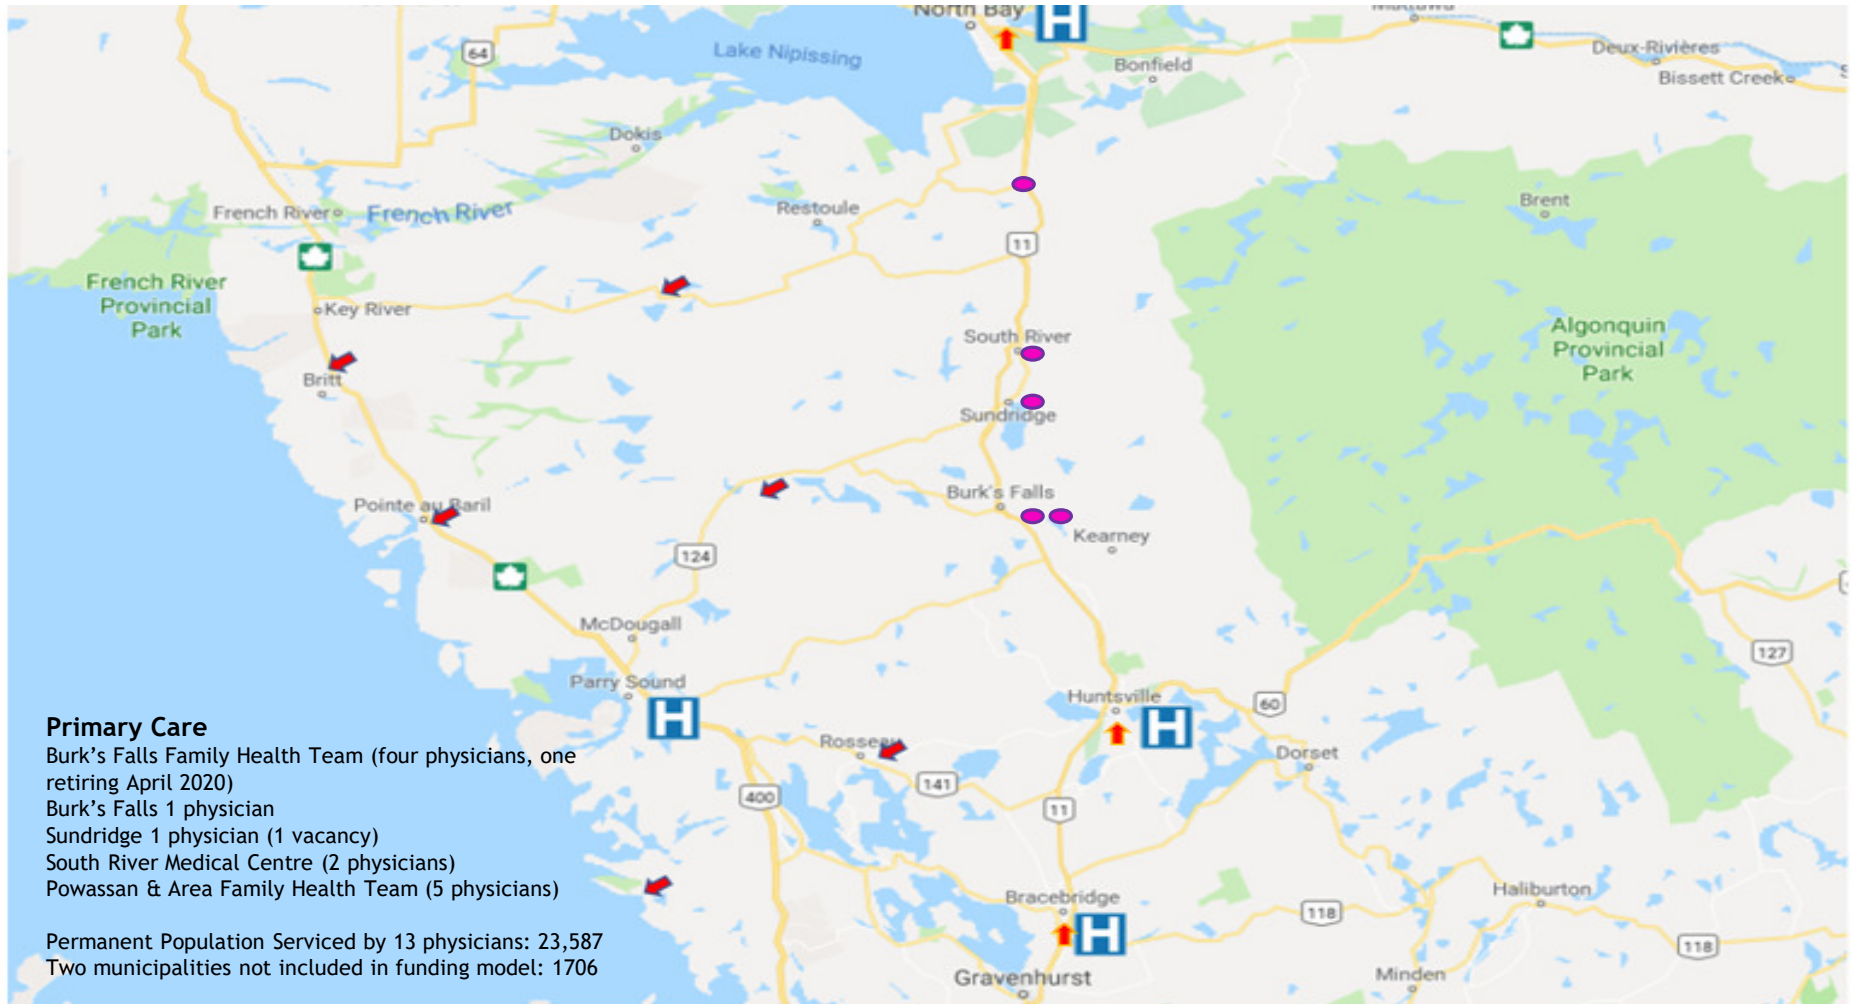 North Bay
H
Mattawa
64
Lake Nipissing
Deux-Rivières
Bonfield
Bissett Creek
Dokis
French River
French River
Restoule
Brent
11
French River
Provincial
Park
Key River
South River
Algonquin
Provincial
Park
Britt
Sundridge
Pointe au Baril
Burk's Falls
Kearney
124
McDougall
127
Parry Sound
H
Huntsville
H
60
Rosseau
Dorset
141
400
11
Primary Care
Burk's Falls Family Health Team (four physicians, one
retiring April 2020)
Burk's Falls 1 physician
Sundridge 1 physician (1 vacancy)
South River Medical Centre (2 physicians)
Powassan & Area Family Health Team (5 physicians)
Permanent Population Serviced by 13 physicians: 23,587
Two municipalities not included in funding model: 1706
Bracebridge
H
118
Haliburton
118
Gravenhurst
Minden